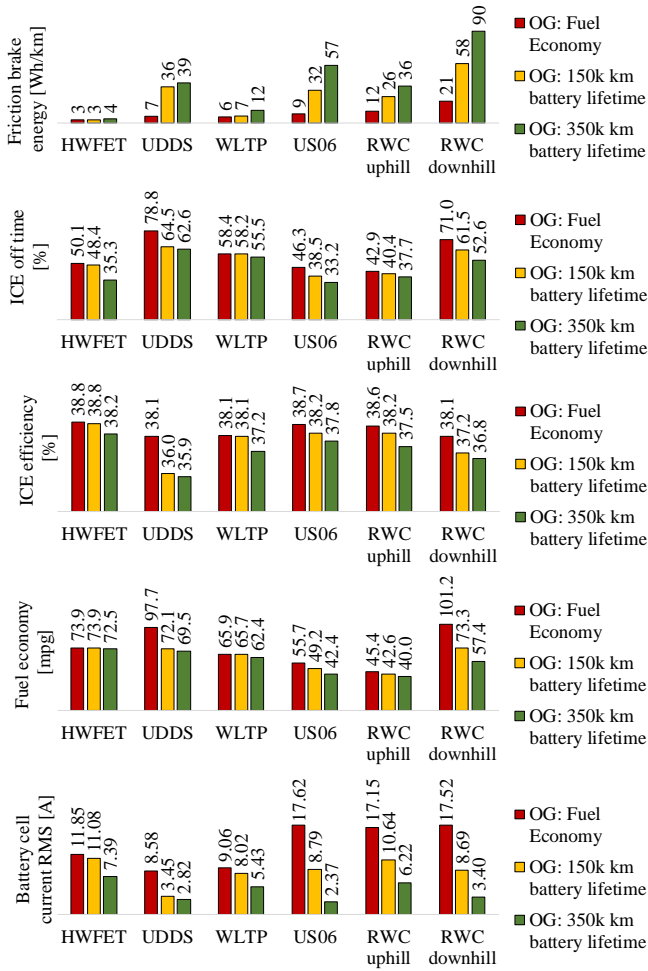 Friction brake
energy [Wh/km]
3 3 4 7 36 39 6 7 12 9 32 57 12 26 36 21 58 90
HWFET UDDS WLTP US06 RWC uphill RWC downhill
OG: Fuel
Economy
OG: 150k km
battery lifetime
OG: 350k km
battery lifetime
ICE off time
[%]
50.1 48.4 35.3 78.8 64.5 62.6 58.4 58.2 55.5 46.3 38.5 33.2 42.9 40.4 37.7 71.0 61.5 52.6
HWFET UDDS WLTP US06 RWC uphill RWC downhill
OG: Fuel
Economy
OG: 150k km
battery lifetime
OG: 350k km
battery lifetime
ICE efficiency
[%]
38.8 38.8 38.2 38.1 36.0 35.9 38.1 38.1 37.2 38.7 38.2 37.8 38.6 38.2 37.5 38.1 37.2 36.8
HWFET UDDS WLTP US06 RWC uphill RWC downhill
OG: Fuel
Economy
OG: 150k km
battery lifetime
OG: 350k km
battery lifetime
Fuel economy
[mpg]
73.9 73.9 72.5 97.7 72.1 69.5 65.9 65.7 62.4 55.7 49.2 42.4 45.4 42.6 40.0 101.2 73.3 57.4
HWFET UDDS WLTP US06 RWC uphill RWC downhill
OG: Fuel
Economy
OG: 150k km
battery lifetime
OG: 350k km
battery lifetime
Battery cell
current RMS [A]
11.85 11.08 7.39 8.58 3.45 2.82 9.06 8.02 5.43 17.62 8.79 2.37 17.15 10.64 6.22 17.52 8.69 3.40
HWFET UDDS WLTP US06 RWC uphill RWC downhill
OG: Fuel
Economy
OG: 150k km
battery lifetime
OG: 350k km
battery lifetime